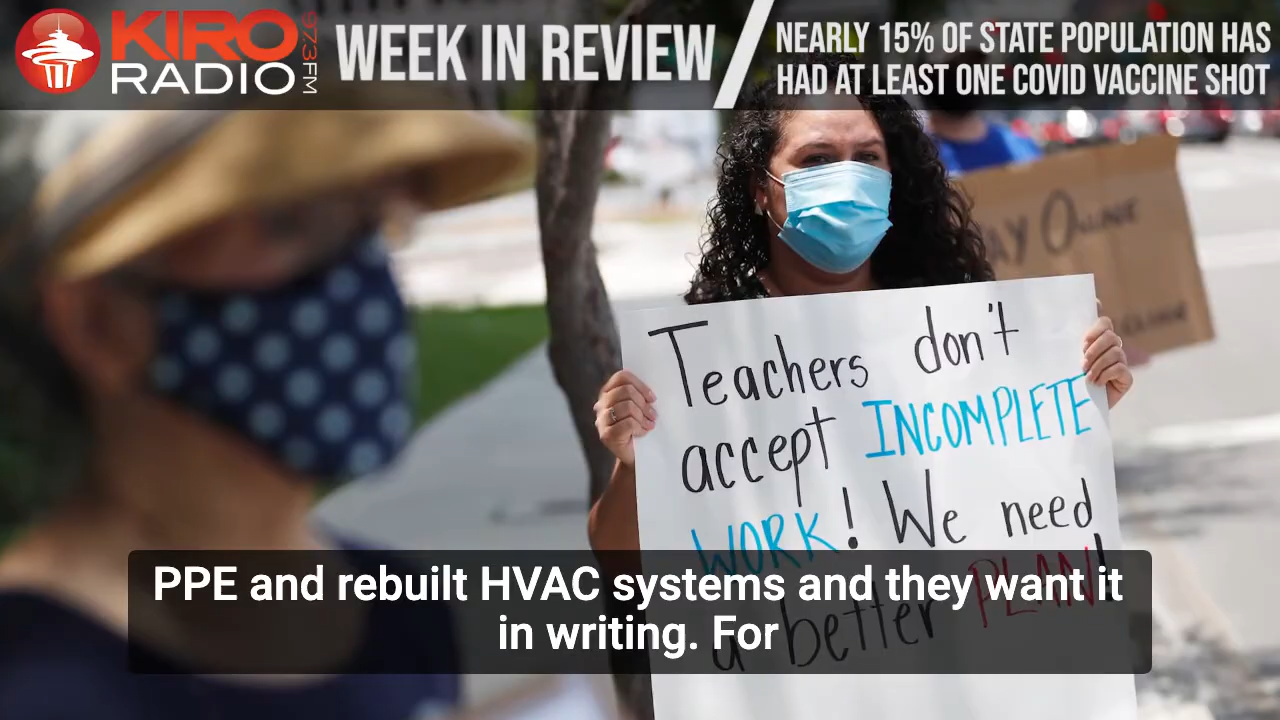 KIRO
RADIO
97.3FM
WEEK IN REVIEW
NEARLY 15% OF STATE POPULATION HAS
HAD AT LEAST ONE COVID VACCINE SHOT
AY ONLINE
Teachers don't
accept INCOMPLETE
WORK! We need
a better PLAN!
PPE and rebuilt HVAC systems and they want it
in writing. For